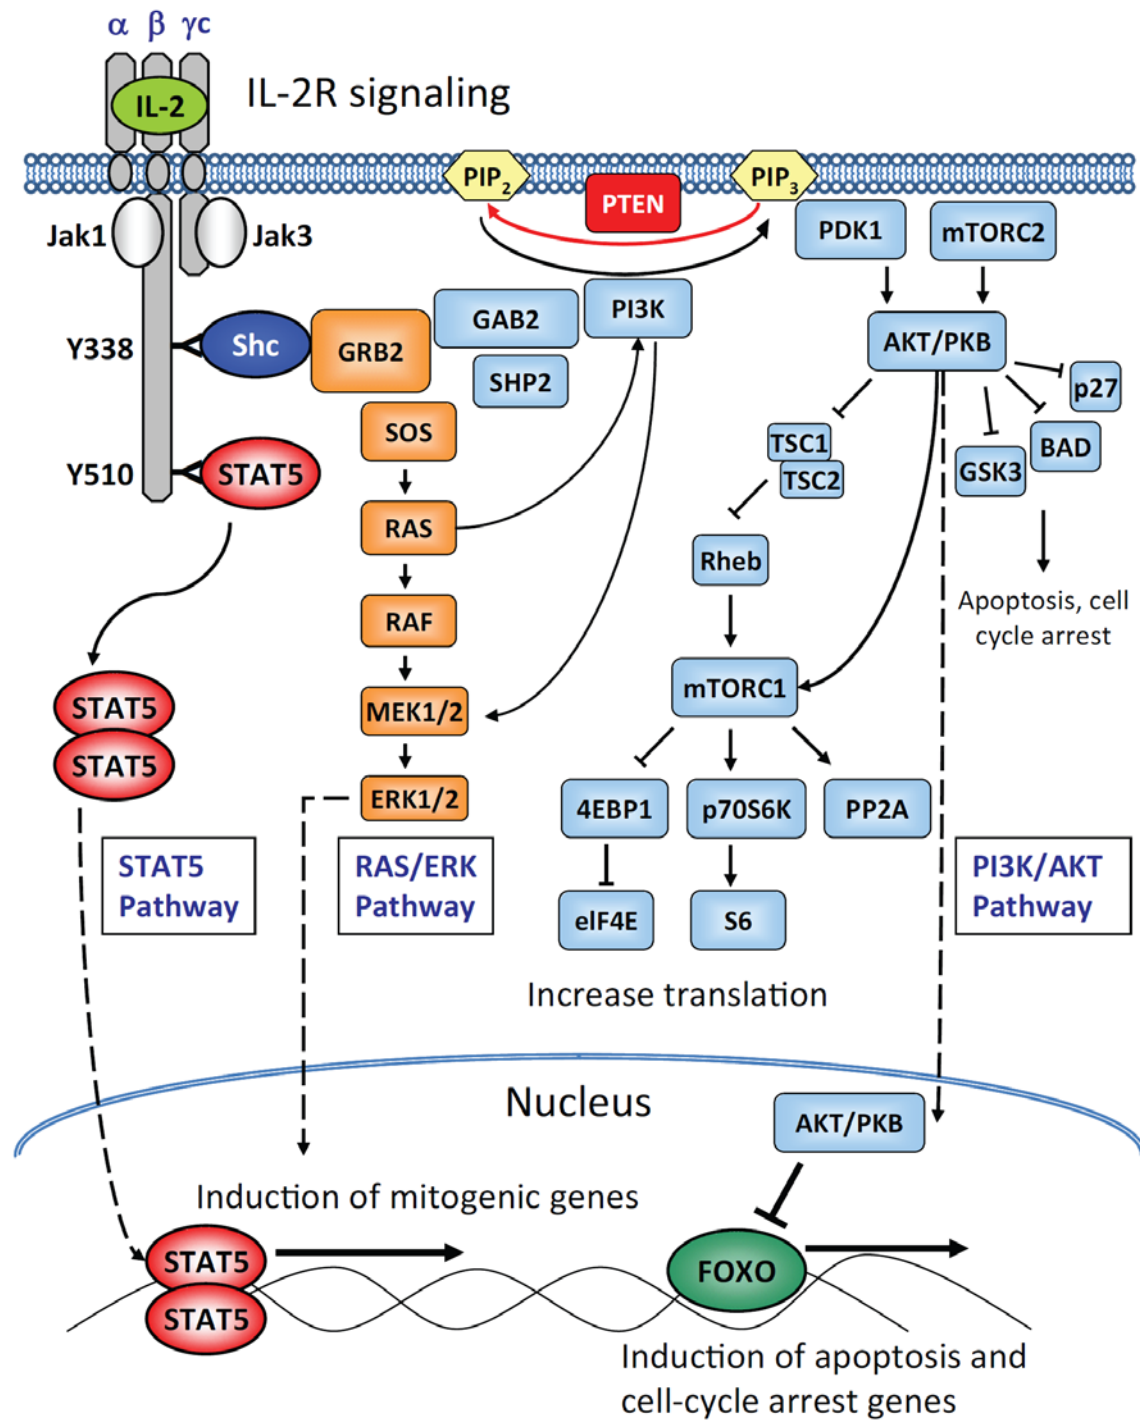 α β γc
IL-2
IL-2R signaling
PIP2
PIP3
PTEN
Jak1
Jak3
PDK1
mTORC2
Y338
Shc
GRB2
GAB2
SHP2
PI3K
AKT/PKB
p27
BAD
GSK3
TSC1
TSC2
SOS
Y510
STAT5
RAS
Rheb
RAF
Apoptosis, cell
cycle arrest
STAT5
STAT5
MEK1/2
mTORC1
ERK1/2
4EBP1
p70S6K
PP2A
STAT5
Pathway
RAS/ERK
Pathway
PI3K/AKT
Pathway
eIF4E
S6
Increase translation
Nucleus
AKT/PKB
Induction of mitogenic genes
STAT5
STAT5
FOXO
Induction of apoptosis and
cell-cycle arrest genes